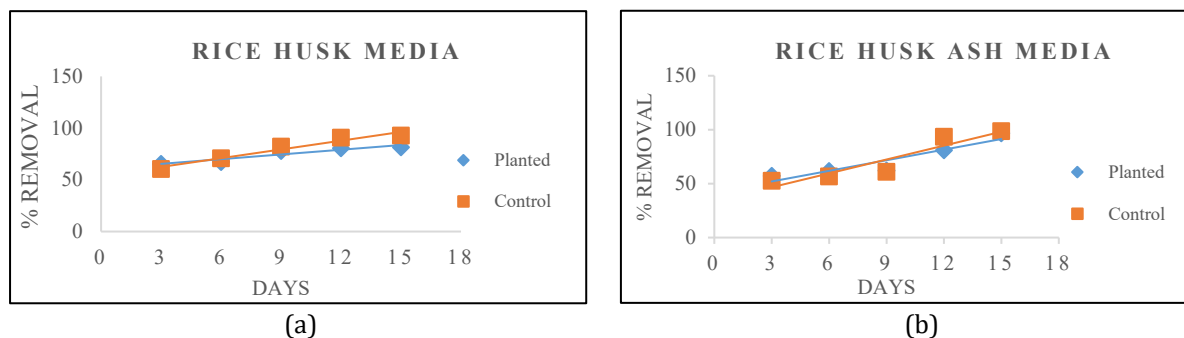 RICE HUSK MEDIA
150
100
50
0
% REMOVAL
0 3 6 9 12 15 18
DAYS
Planted
Control
(a)
RICE HUSK ASH MEDIA
150
100
50
0
% REMOVAL
0 3 6 9 12 15 18
DAYS
Planted
Control
(b)